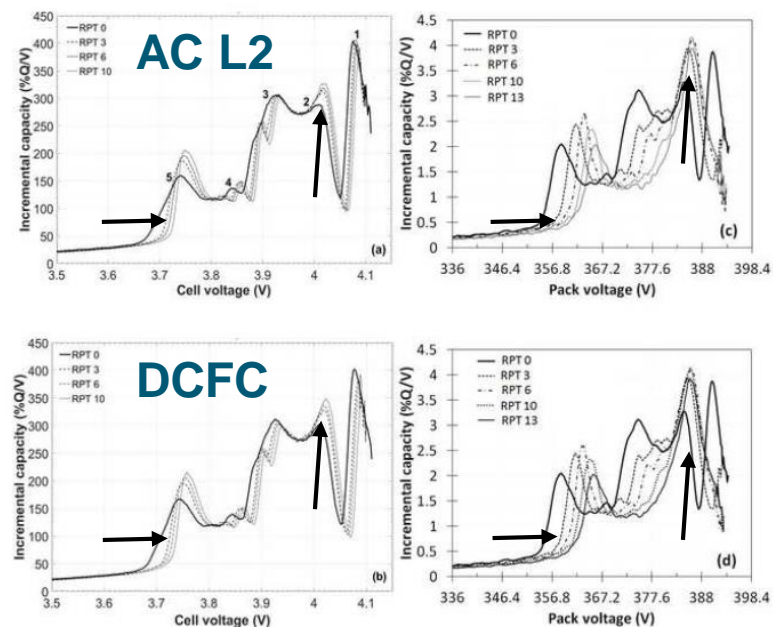 AC L2
Incremental capacity (%Q/V)
450
400
350
300
250
200
150
100
50
0
RPT 0
RPT 3
RPT 6
RPT 10
1
2
3
4
5
(a)
3.5
3.6
3.7
3.8
3.9
4
4.1
Cell voltage (V)
Incremental capacity (%Q/V)
4.5
4
3.5
3
2.5
2
1.5
1
0.5
0
RPT 0
RPT 3
RPT 6
RPT 10
RPT 13
(c)
336
346.4
356.8
367.2
377.6
388
398.4
Pack voltage (V)
DCFC
Incremental capacity (%Q/V)
450
400
350
300
250
200
150
100
50
0
RPT 0
RPT 3
RPT 6
RPT 10
(b)
3.5
3.6
3.7
3.8
3.9
4
4.1
Cell voltage (V)
Incremental capacity (%Q/V)
4.5
4
3.5
3
2.5
2
1.5
1
0.5
0
RPT 0
RPT 3
RPT 6
RPT 10
RPT 13
(d)
336
346.4
356.8
367.2
377.6
388
398.4
Pack voltage (V)